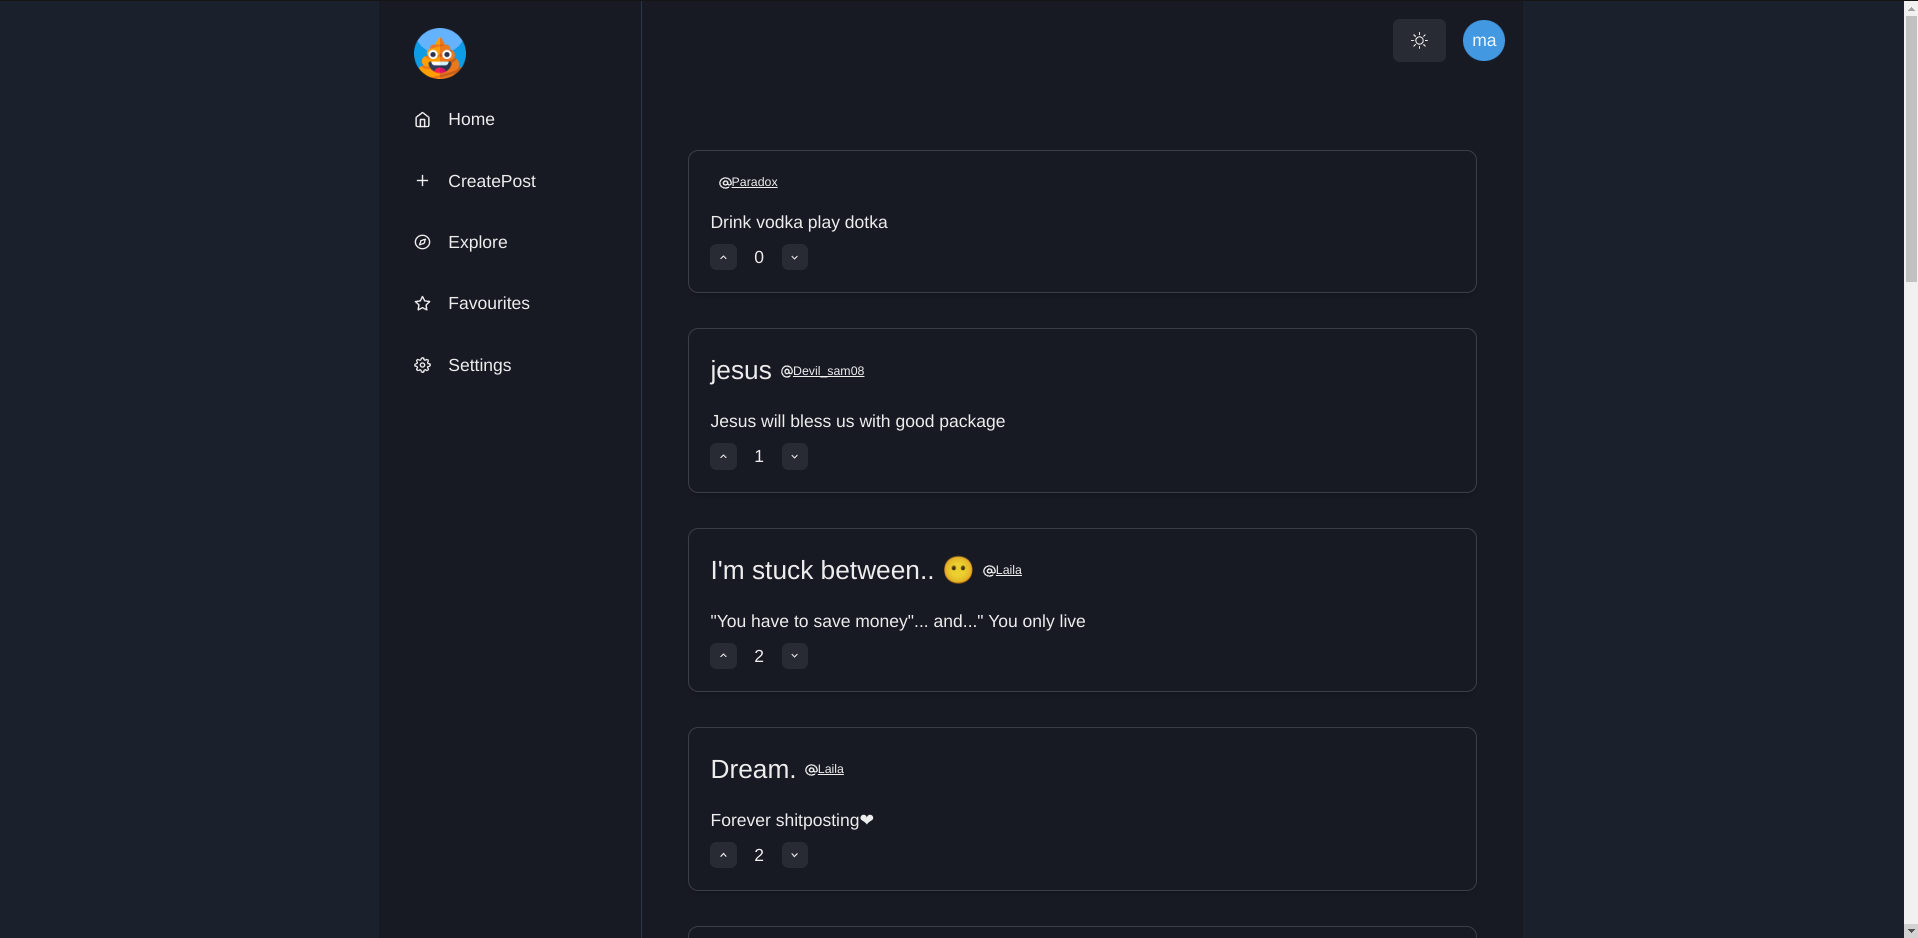 ma
Home
CreatePost
Explore
Favourites
Settings
@Paradox
Drink vodka play dotka
0
jesus @Devil_sam08
Jesus will bless us with good package
1
I'm stuck between.. 😶 @Laila
"You have to save money"... and..." You only live
2
Dream. @Laila
Forever shitposting❤
2